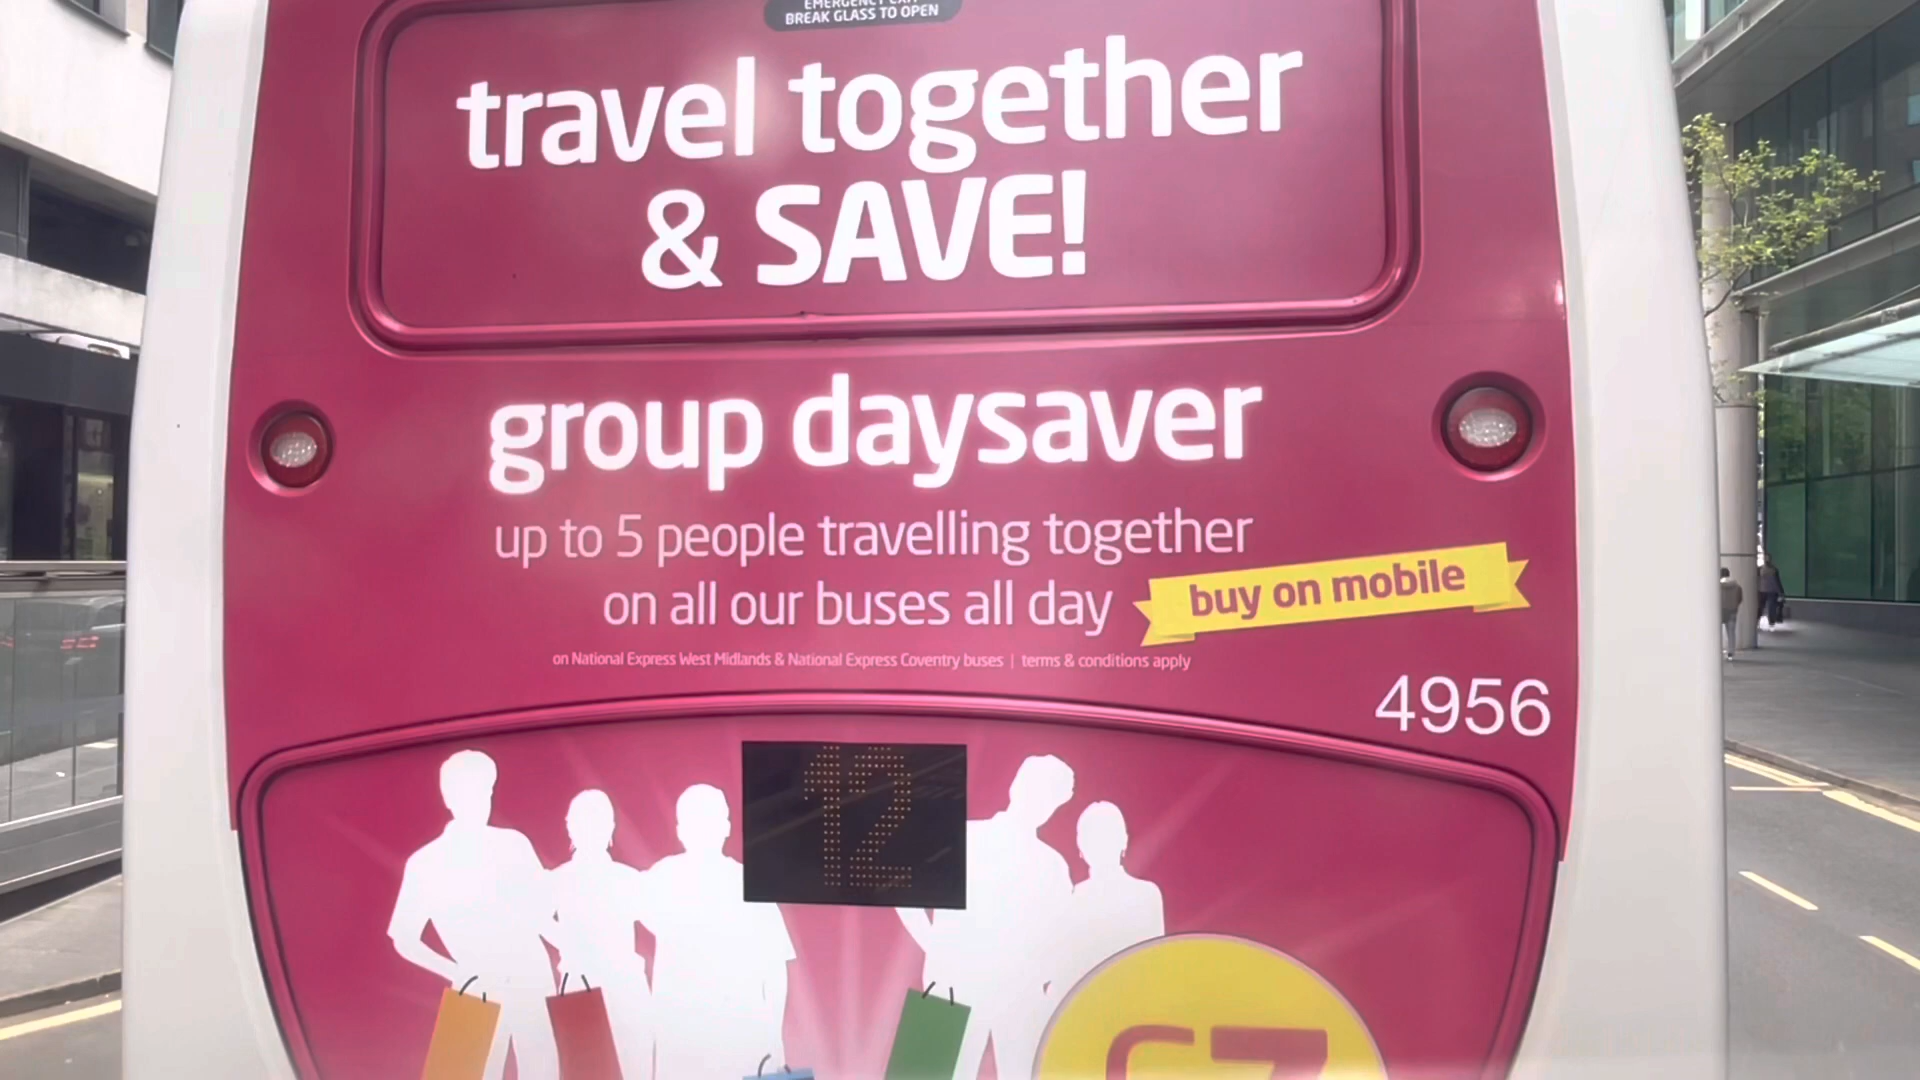 BREAK GLASS TO OPEN
travel together
& SAVE!
group daysaver
up to 5 people travelling together
on all our buses all day
buy on mobile
on National Express West Midlands & National Express Coventry buses | terms & conditions apply
4956
12